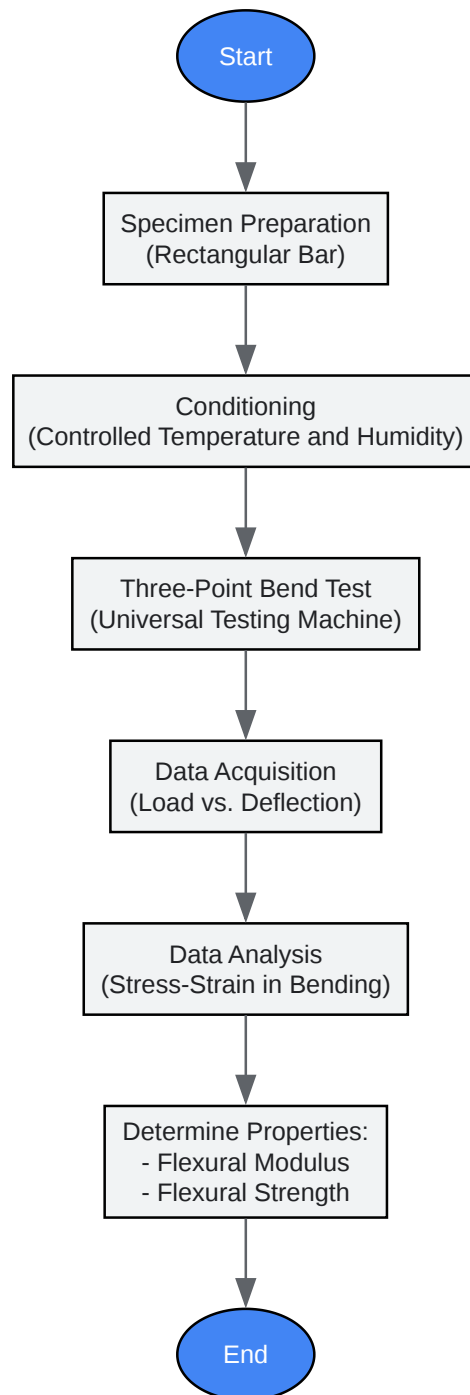 Start
Specimen Preparation
(Rectangular Bar)
Conditioning
(Controlled Temperature and Humidity)
Three-Point Bend Test
(Universal Testing Machine)
Data Acquisition
(Load vs. Deflection)
Data Analysis
(Stress-Strain in Bending)
Determine Properties:
- Flexural Modulus
- Flexural Strength
End